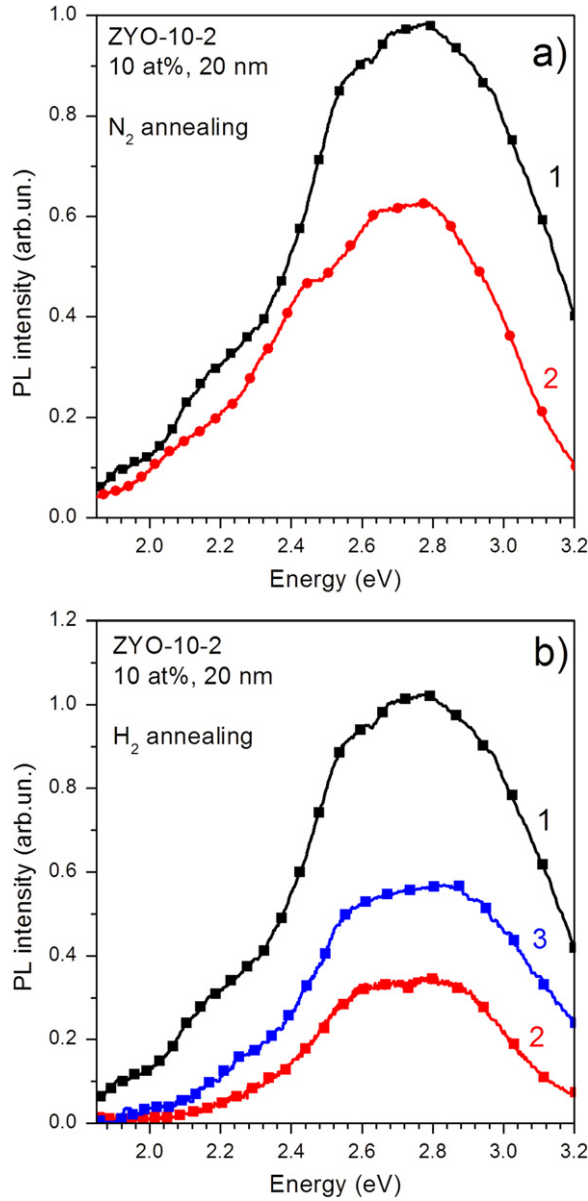 ZYO-10-2
10 at%, 20 nm
N₂ annealing
a)
1
2
PL intensity (arb.un.)
1.0
0.8
0.6
0.4
0.2
0.0
2.0 2.2 2.4 2.6 2.8 3.0 3.2
Energy (eV)
ZYO-10-2
10 at%, 20 nm
H₂ annealing
b)
1
3
2
PL intensity (arb.un.)
1.2
1.0
0.8
0.6
0.4
0.2
0.0
2.0 2.2 2.4 2.6 2.8 3.0 3.2
Energy (eV)